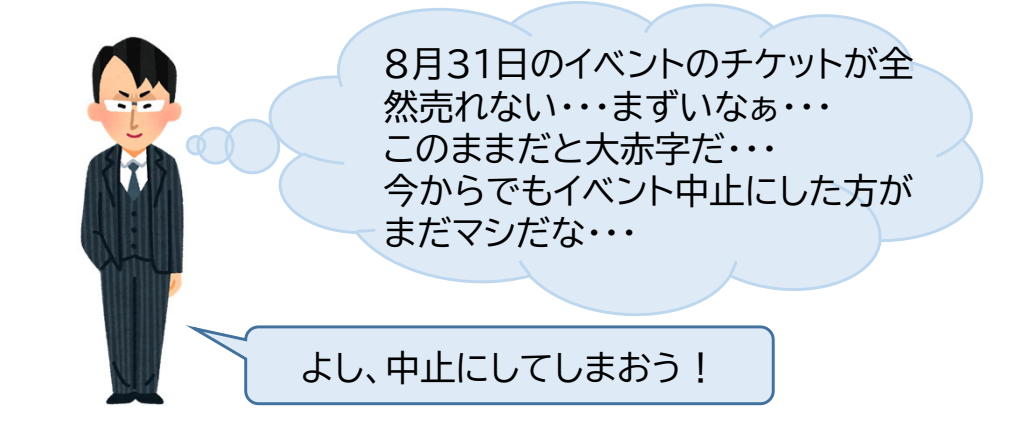 8月31日のイベントのチケットが全
然売れない・・・まずいなぁ・・・
このままだと大赤字だ・・・
今からでもイベント中止にした方が
まだマシだな・・・
よし、中止にしてしまおう！